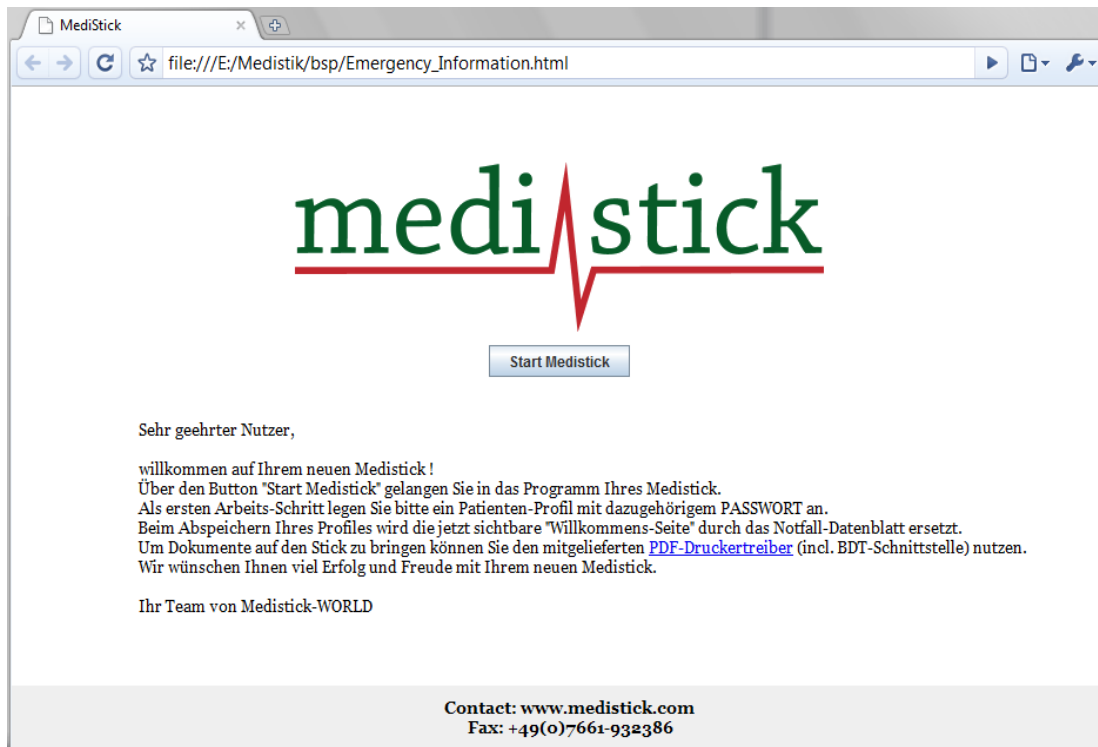 MediStick
file:///E:/Medistik/bsp/Emergency_Information.html
medistick
Start Medistick
Sehr geehrter Nutzer,
willkommen auf Ihrem neuen Medistick !
Über den Button "Start Medistick" gelangen Sie in das Programm Ihres Medistick.
Als ersten Arbeits-Schritt legen Sie bitte ein Patienten-Profil mit dazugehörigem PASSWORT an.
Beim Abspeichern Ihres Profiles wird die jetzt sichtbare "Willkommens-Seite" durch das Notfall-Datenblatt ersetzt.
Um Dokumente auf den Stick zu bringen können Sie den mitgelieferten PDF-Druckertreiber (incl. BDT-Schnittstelle) nutzen.
Wir wünschen Ihnen viel Erfolg und Freude mit Ihrem neuen Medistick.
Ihr Team von Medistick-WORLD
Contact: www.medistick.com
Fax: +49(0)7661-932386